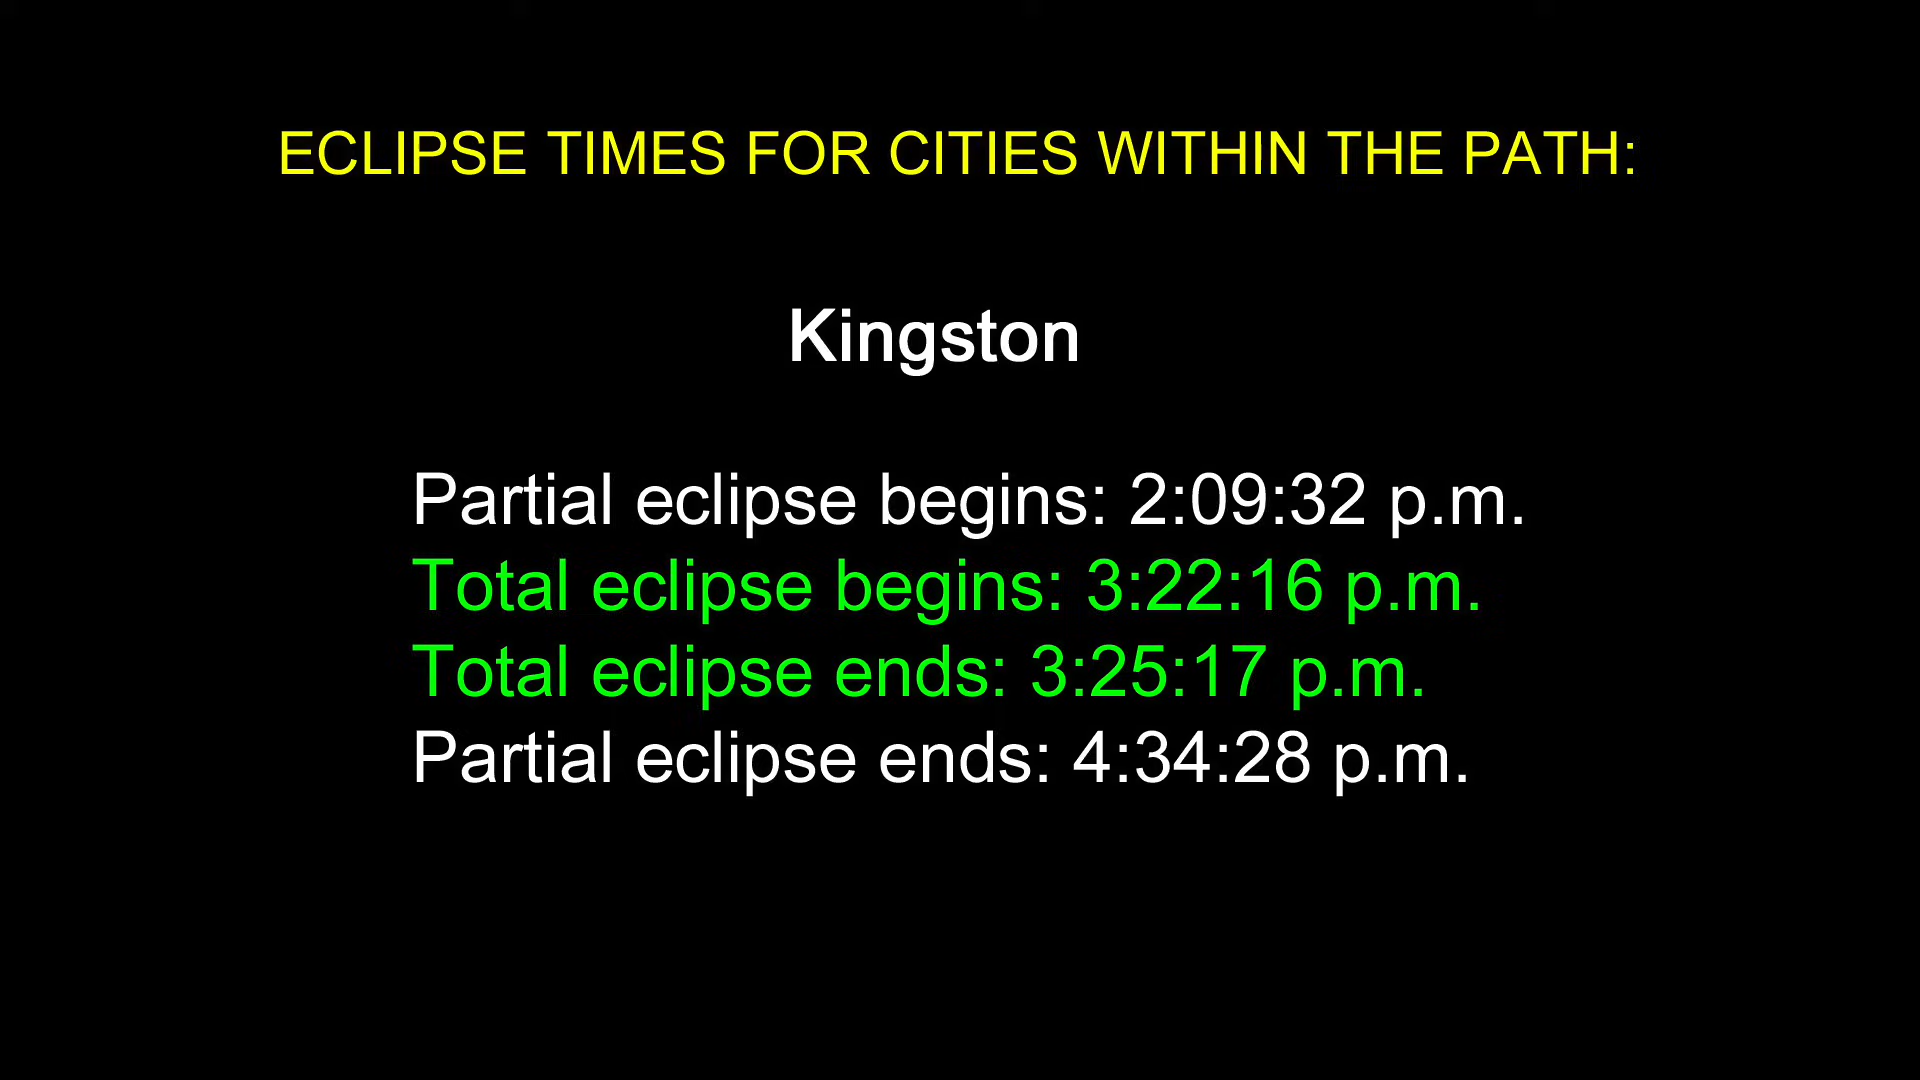 ECLIPSE TIMES FOR CITIES WITHIN THE PATH:
Kingston
Partial eclipse begins: 2:09:32 p.m.
Total eclipse begins: 3:22:16 p.m.
Total eclipse ends: 3:25:17 p.m.
Partial eclipse ends: 4:34:28 p.m.